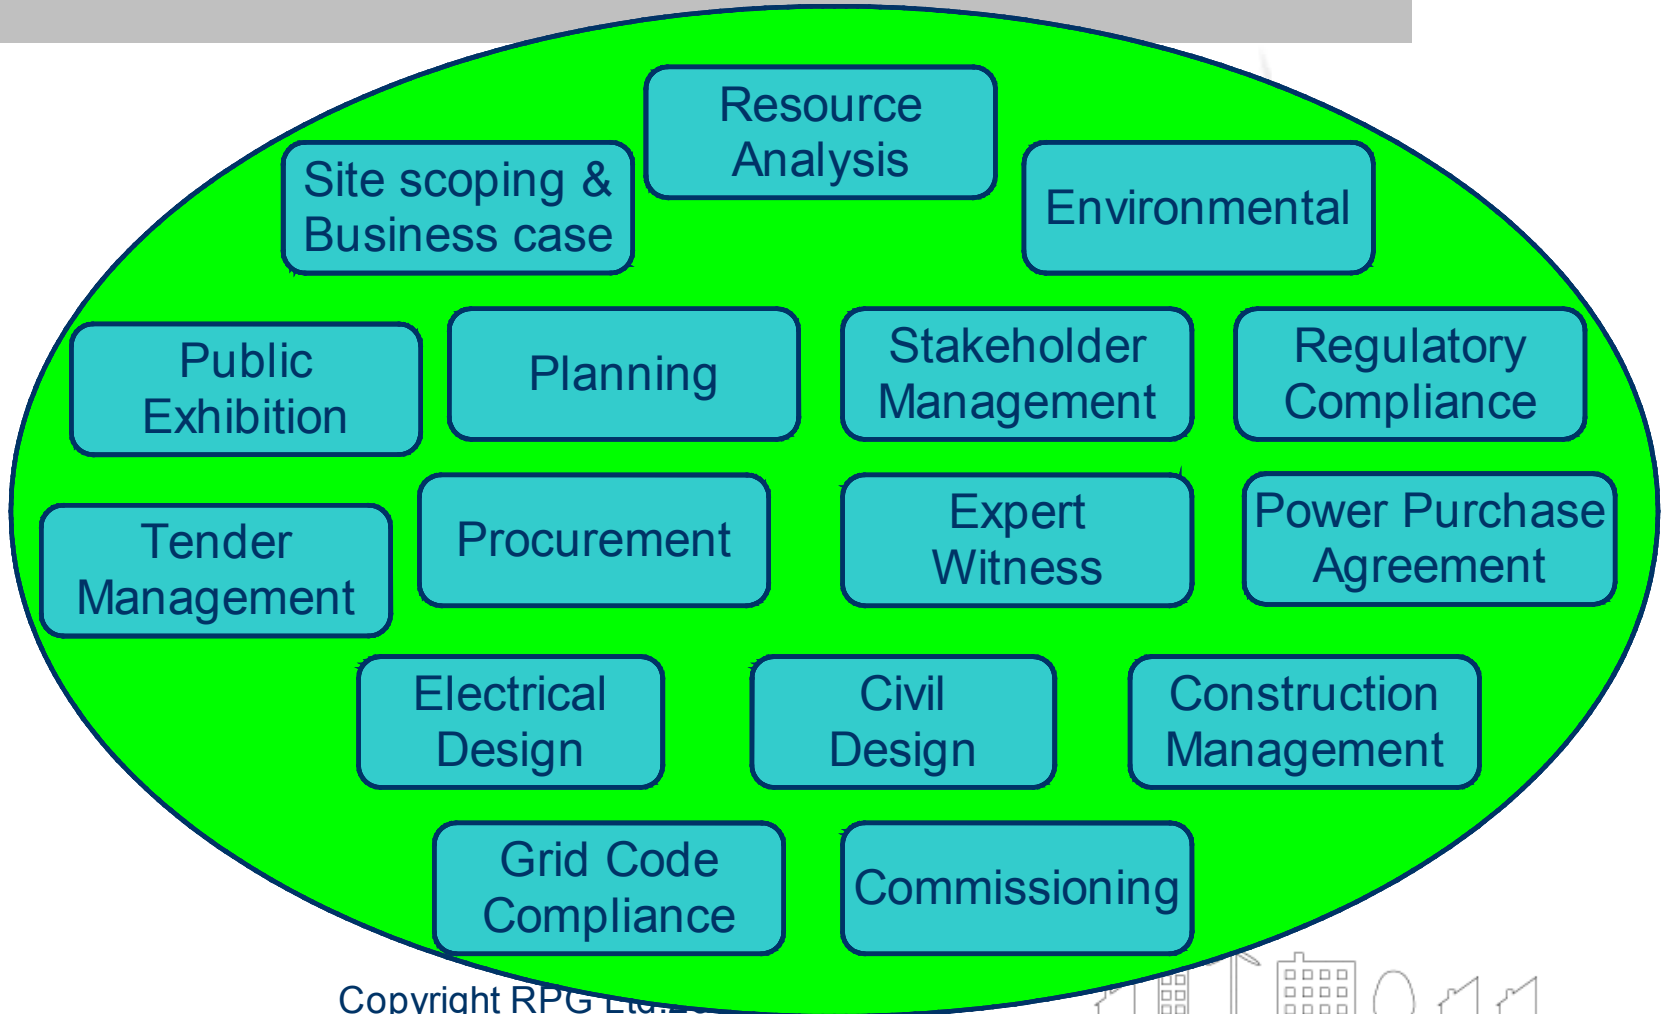 Resource
Analysis
Site scoping &
Business case
Environmental
Public
Exhibition
Planning
Stakeholder
Management
Regulatory
Compliance
Tender
Management
Procurement
Expert
Witness
Power Purchase
Agreement
Electrical
Design
Civil
Design
Construction
Management
Grid Code
Compliance
Commissioning
Copyright RPG Ltd.